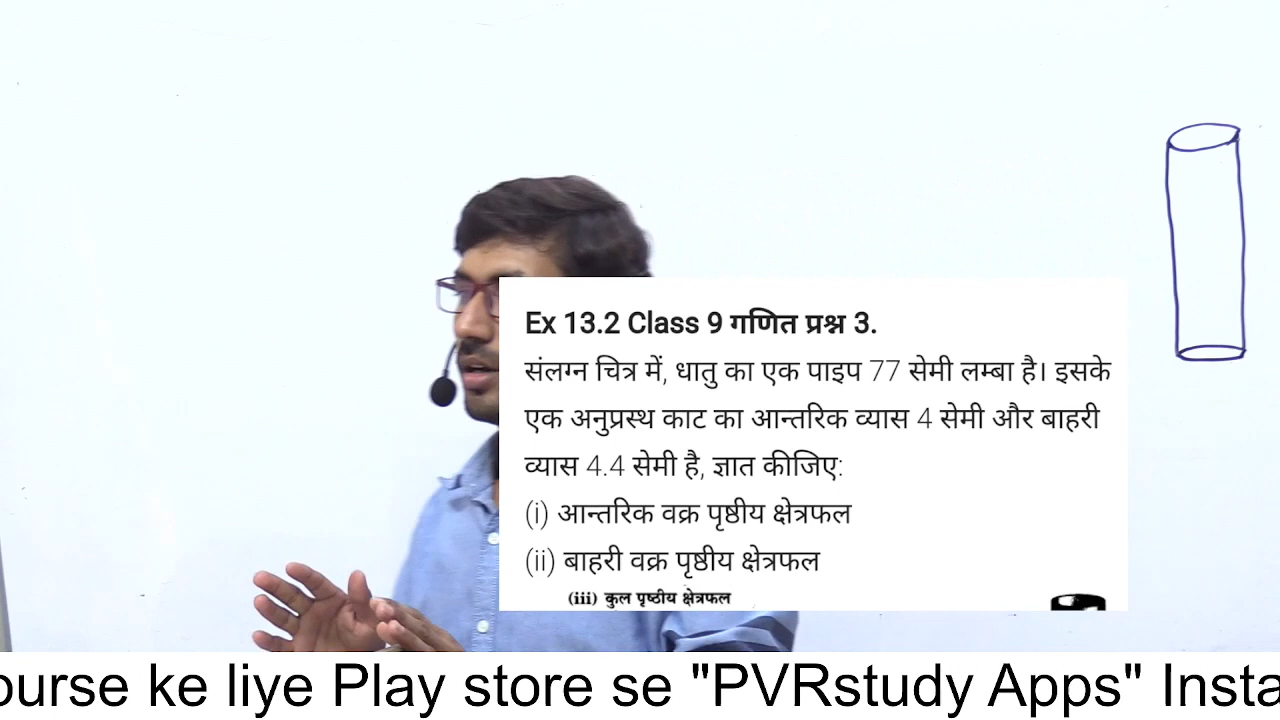 Ex 13.2 Class 9 गणित प्रश्न 3.
संलग्न चित्र में, धातु का एक पाइप 77 सेमी लम्बा है। इसके
एक अनुप्रस्थ काट का आन्तरिक व्यास 4 सेमी और बाहरी
व्यास 4.4 सेमी है, ज्ञात कीजिए:
(i) आन्तरिक वक्र पृष्ठीय क्षेत्रफल
(ii) बाहरी वक्र पृष्ठीय क्षेत्रफल
(iii) कुल पृष्ठीय क्षेत्रफल
ourse ke liye Play store se "PVRstudy Apps" Insta